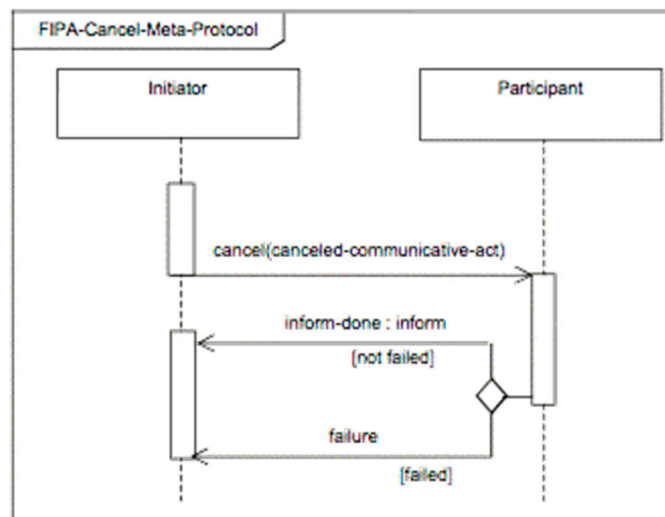 FIPA-Cancel-Meta-Protocol
Initiator
Participant
cancel(canceled-communicative-act)
inform-done : inform
[not failed]
failure
[failed]